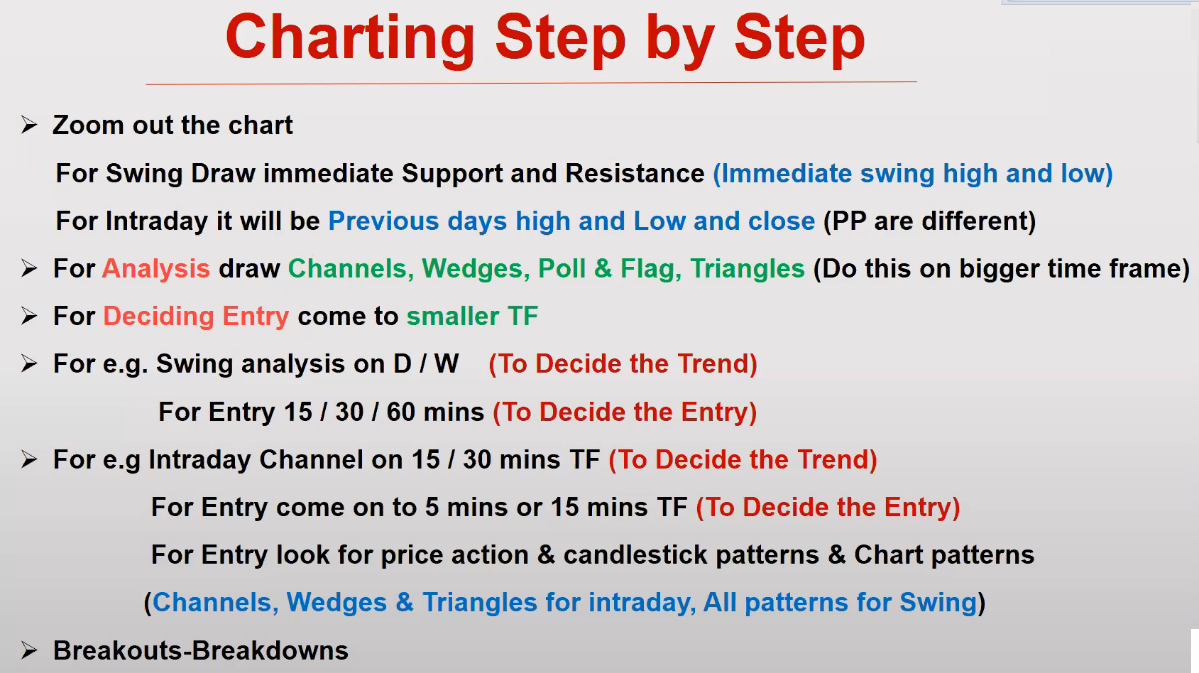 Charting Step by Step
➢ Zoom out the chart
For Swing Draw immediate Support and Resistance (Immediate swing high and low)
For Intraday it will be Previous days high and Low and close (PP are different)
➢ For Analysis draw Channels, Wedges, Poll & Flag, Triangles (Do this on bigger time frame)
➢ For Deciding Entry come to smaller TF
➢ For e.g. Swing analysis on D / W (To Decide the Trend)
For Entry 15 / 30 / 60 mins (To Decide the Entry)
➢ For e.g Intraday Channel on 15 / 30 mins TF (To Decide the Trend)
For Entry come on to 5 mins or 15 mins TF (To Decide the Entry)
For Entry look for price action & candlestick patterns & Chart patterns
(Channels, Wedges & Triangles for intraday, All patterns for Swing)
➢ Breakouts-Breakdowns